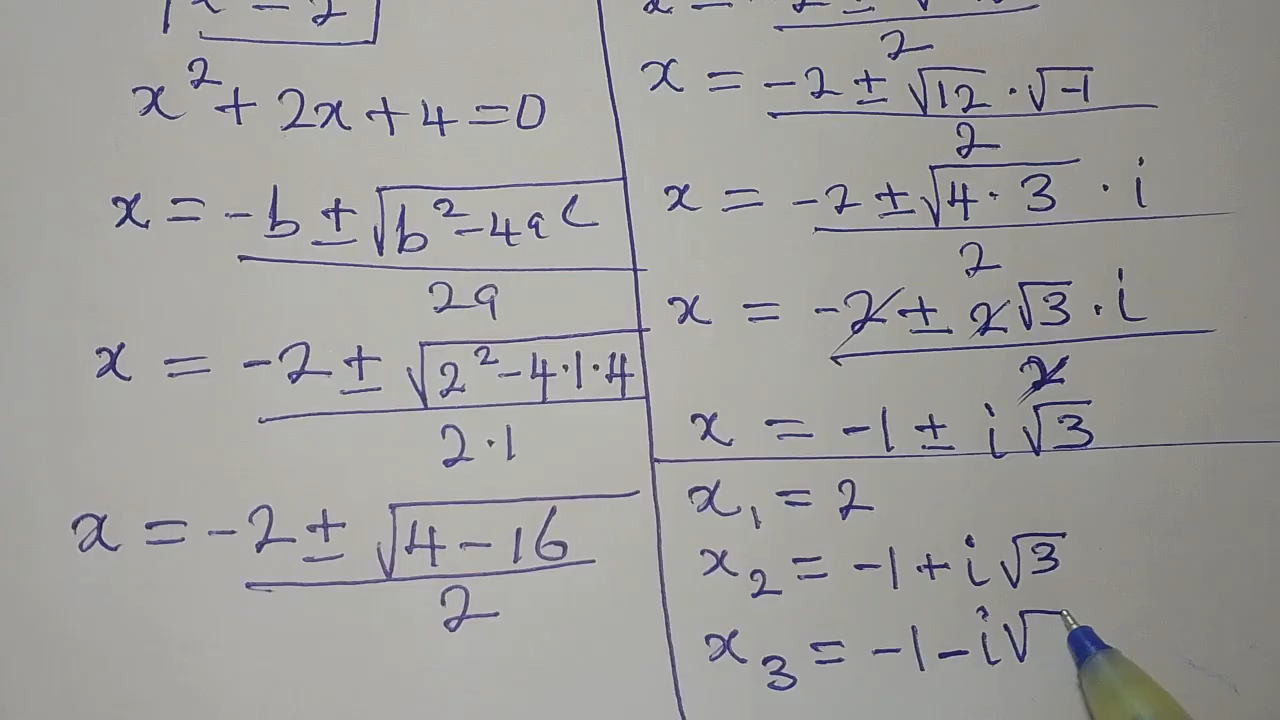 x = 2
x² + 2x + 4 = 0
x = (-b ± √(b² - 4ac)) / 2a
x = (-2 ± √(2² - 4·1·4)) / 2·1
x = (-2 ± √(4 - 16)) / 2
x = (-2 ± √12 · √-1) / 2
x = (-2 ± √(4 · 3) · i) / 2
x = (-2 ± 2√3 · i) / 2
x = -1 ± i√3
x₁ = 2
x₂ = -1 + i√3
x₃ = -1 - i√